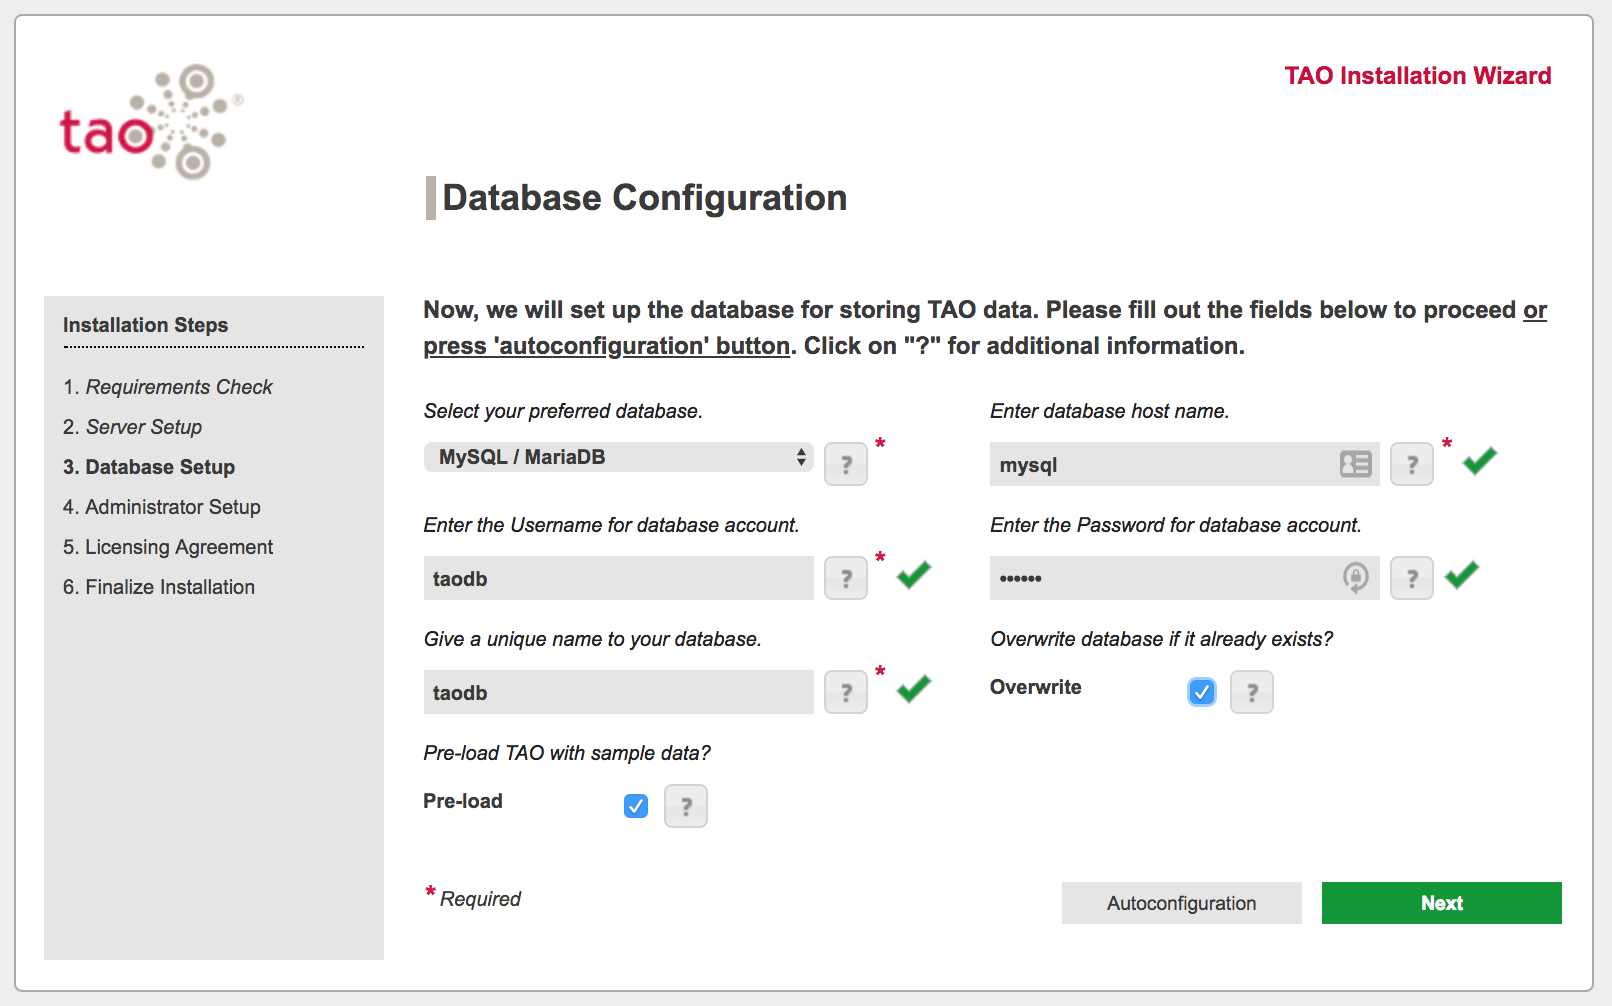 tao®
TAO Installation Wizard
Database Configuration
Installation Steps
1. Requirements Check
2. Server Setup
3. Database Setup
4. Administrator Setup
5. Licensing Agreement
6. Finalize Installation
Now, we will set up the database for storing TAO data. Please fill out the fields below to proceed or
press 'autoconfiguration' button. Click on "?" for additional information.
Select your preferred database.
MySQL / MariaDB
? *
Enter database host name.
mysql
? *
Enter the Username for database account.
taodb
? *
Enter the Password for database account.
••••••
?
Give a unique name to your database.
taodb
? *
Overwrite database if it already exists?
Overwrite
?
Pre-load TAO with sample data?
Pre-load
?
* Required
Autoconfiguration
Next